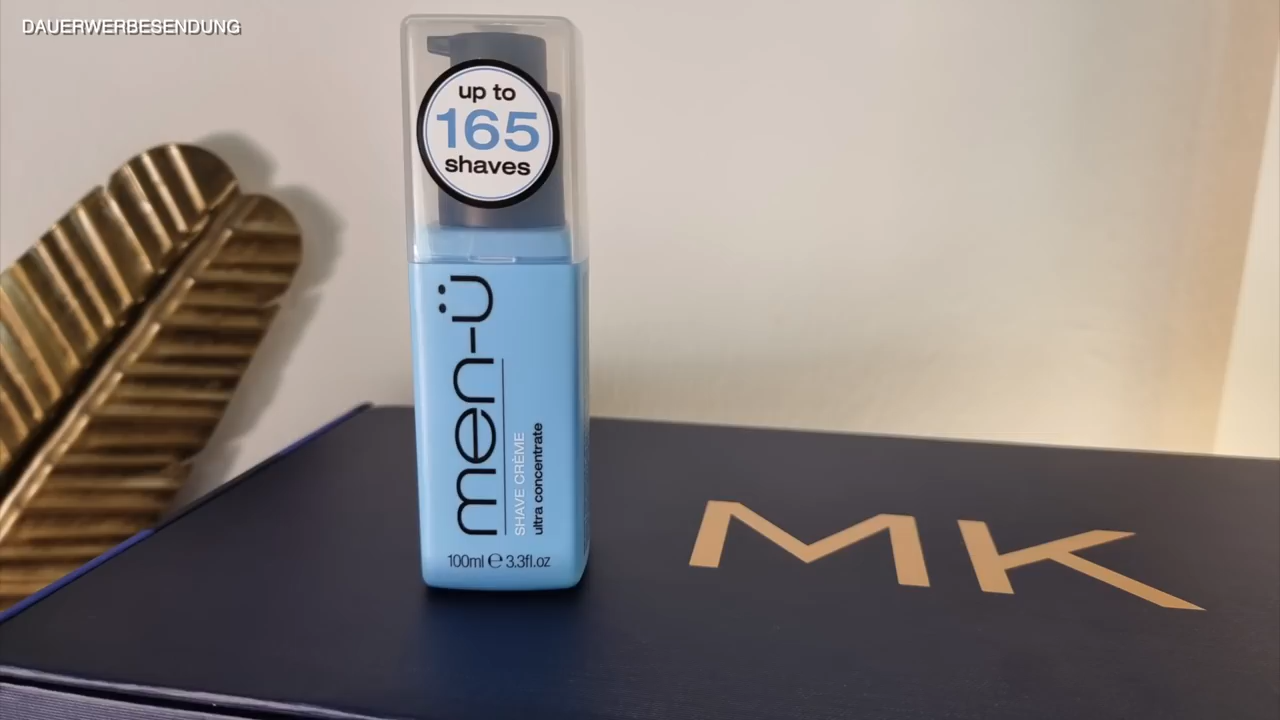 DAUERWERBESENDUNG
up to
165
shaves
men-ü
SHAVE CRÈME
ultra concentrate
100ml ℮ 3.3fl.oz
MK